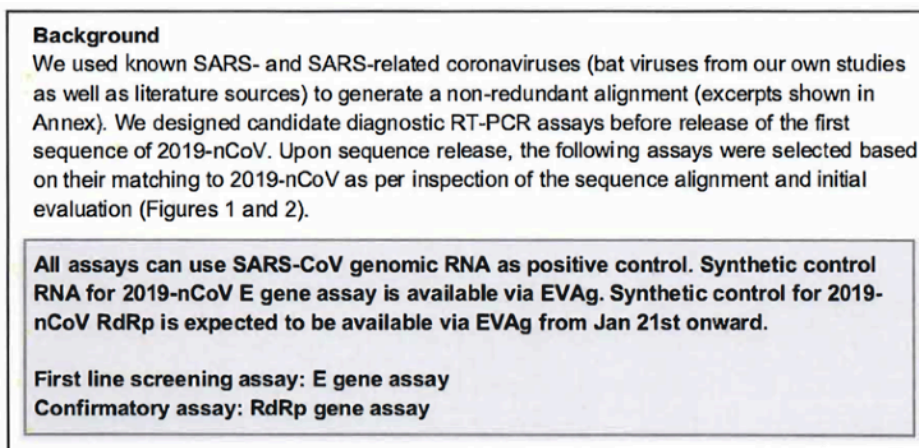 Background
We used known SARS- and SARS-related coronaviruses (bat viruses from our own studies
as well as literature sources) to generate a non-redundant alignment (excerpts shown in
Annex). We designed candidate diagnostic RT-PCR assays before release of the first
sequence of 2019-nCoV. Upon sequence release, the following assays were selected based
on their matching to 2019-nCoV as per inspection of the sequence alignment and initial
evaluation (Figures 1 and 2).
All assays can use SARS-CoV genomic RNA as positive control. Synthetic control
RNA for 2019-nCoV E gene assay is available via EVAg. Synthetic control for 2019-
nCoV RdRp is expected to be available via EVAg from Jan 21st onward.
First line screening assay: E gene assay
Confirmatory assay: RdRp gene assay